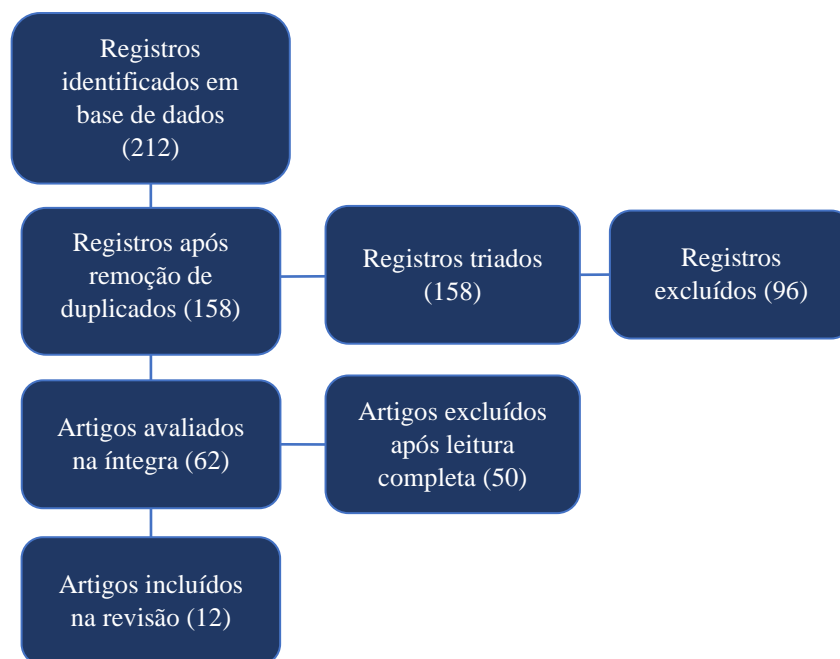 Registros
identificados em
base de dados
(212)
Registros após
remoção de
duplicados (158)
Registros triados
(158)
Registros
excluídos (96)
Artigos avaliados
na íntegra (62)
Artigos excluídos
após leitura
completa (50)
Artigos incluídos
na revisão (12)